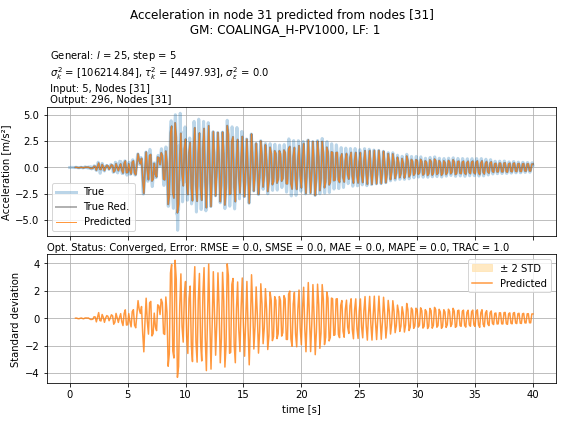 Acceleration in node 31 predicted from nodes [31]
GM: COALINGA_H-PV1000, LF: 1
General: l = 25, step = 5
σ²ₖ = [106214.84], τ²ₖ = [4497.93], σ²ε = 0.0
Input: 5, Nodes [31]
Output: 296, Nodes [31]
Acceleration [m/s²]
5.0
2.5
0.0
−2.5
−5.0
True
True Red.
Predicted
Opt. Status: Converged, Error: RMSE = 0.0, SMSE = 0.0, MAE = 0.0, MAPE = 0.0, TRAC = 1.0
Standard deviation
4
2
0
−2
−4
± 2 STD
Predicted
0 5 10 15 20 25 30 35 40
time [s]